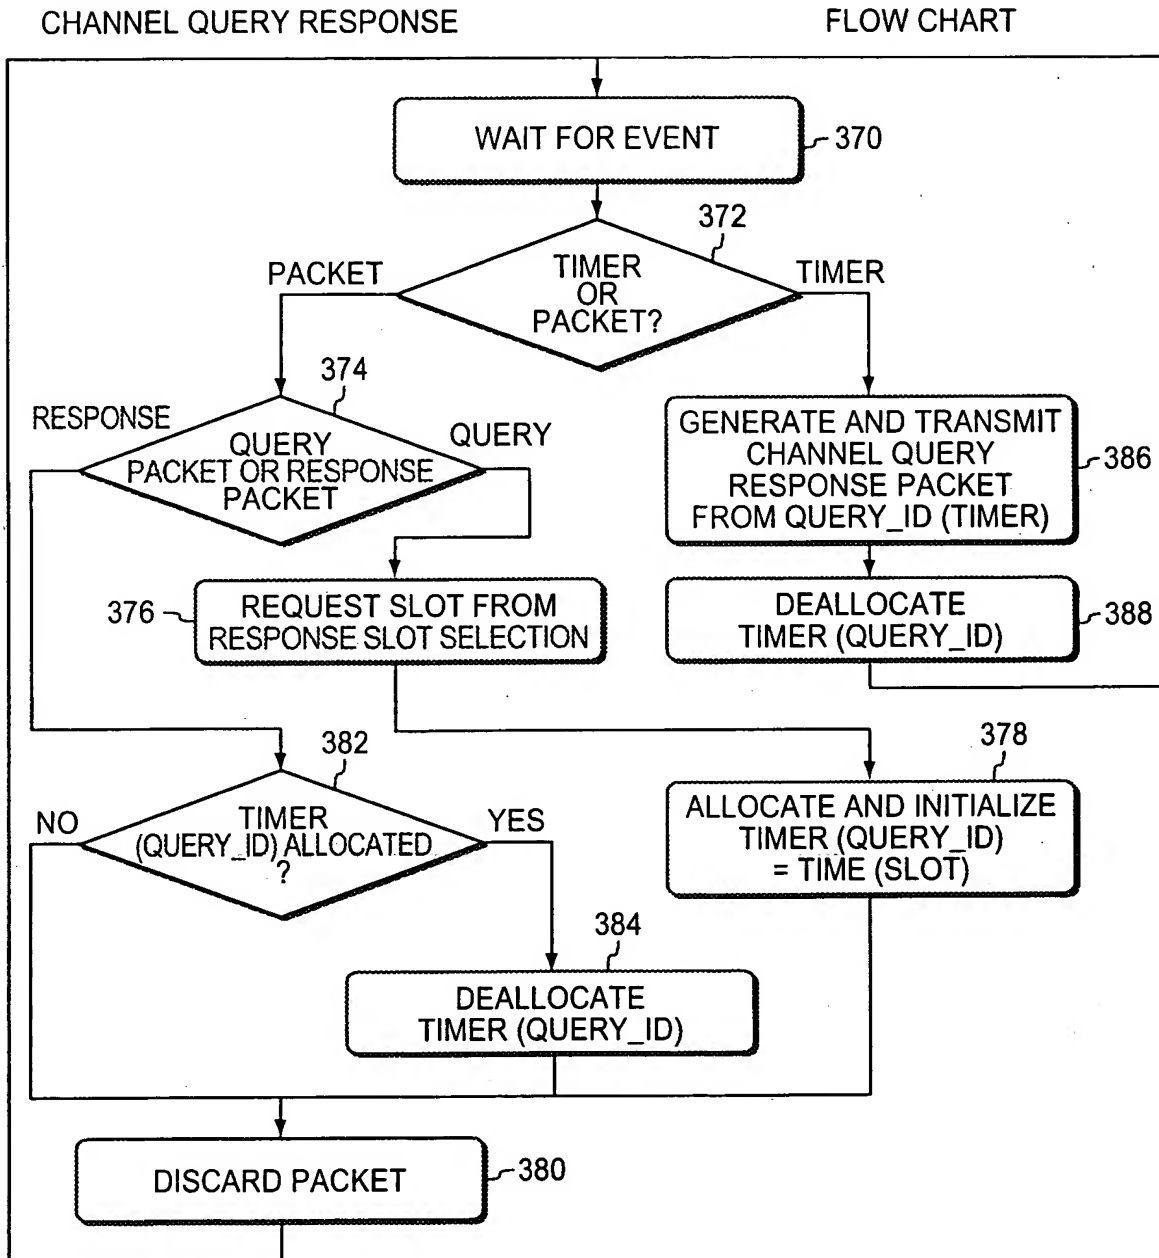 CHANNEL QUERY RESPONSE
FLOW CHART
WAIT FOR EVENT
370
372
TIMER
OR
PACKET?
PACKET
TIMER
374
RESPONSE
QUERY
PACKET OR RESPONSE
PACKET
QUERY
GENERATE AND TRANSMIT
CHANNEL QUERY
RESPONSE PACKET
FROM QUERY_ID (TIMER)
386
376
REQUEST SLOT FROM
RESPONSE SLOT SELECTION
DEALLOCATE
TIMER (QUERY_ID)
388
382
NO
TIMER
(QUERY_ID) ALLOCATED
?
YES
378
ALLOCATE AND INITIALIZE
TIMER (QUERY_ID)
= TIME (SLOT)
384
DEALLOCATE
TIMER (QUERY_ID)
DISCARD PACKET
380